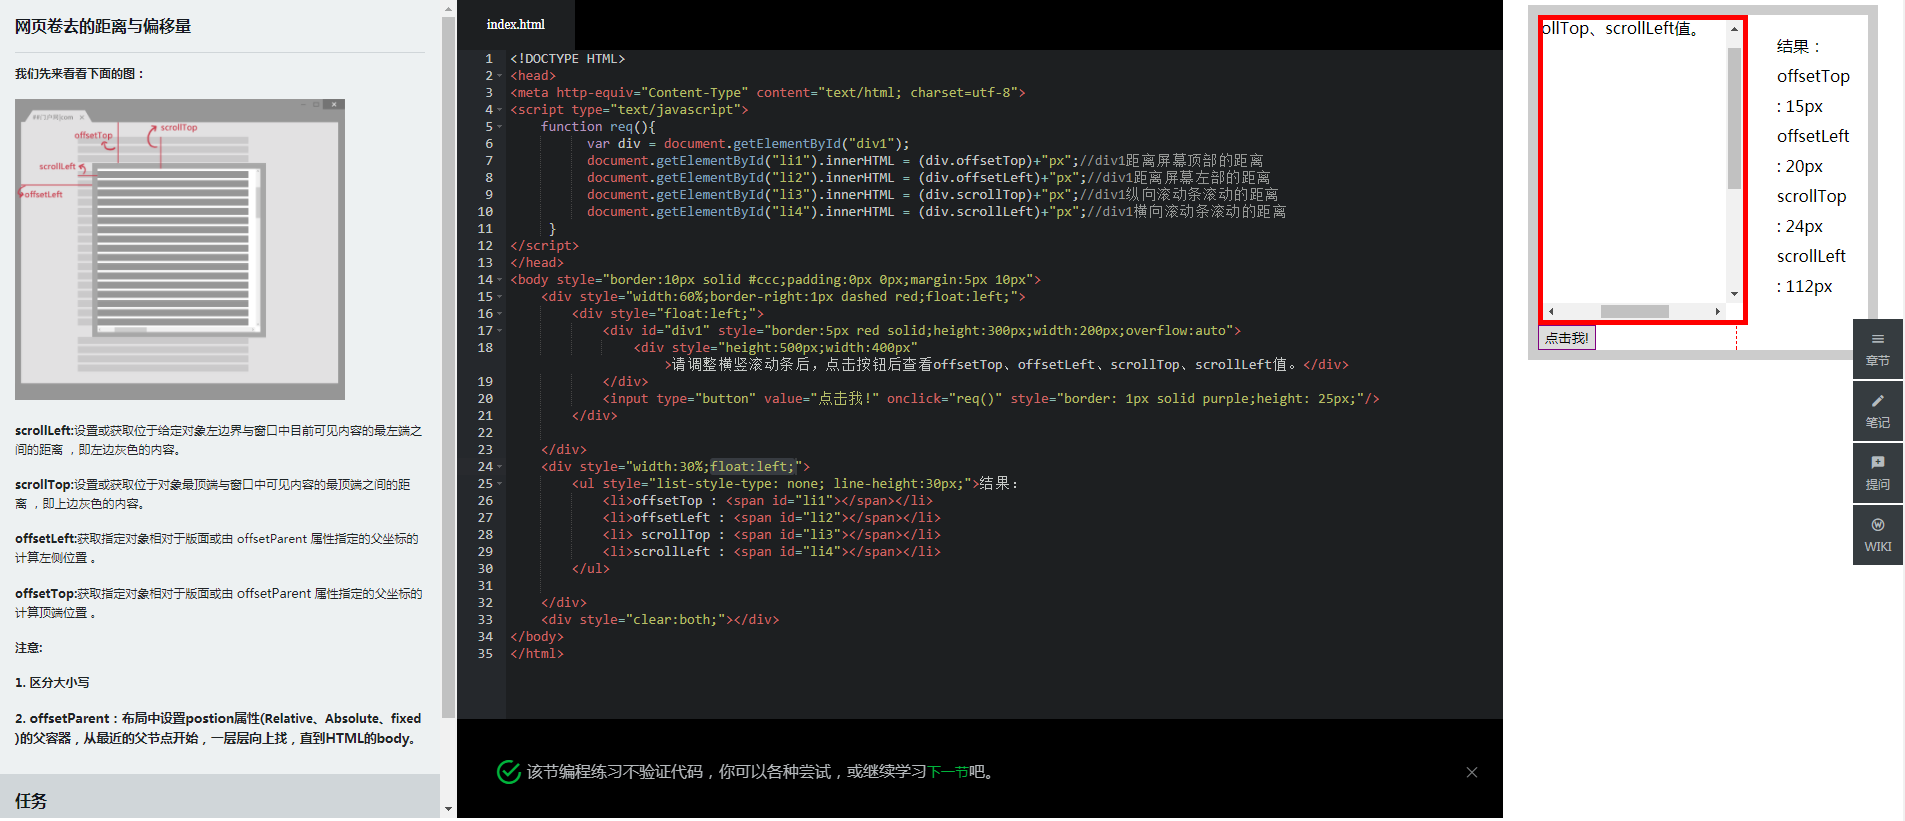 网页卷去的距离与偏移量
我们先来看看下面的图：
offsetTop
scrollTop
scrollLeft
offsetLeft
scrollLeft:设置或获取位于给定对象左边界与窗口中目前可见内容的最左端之
间的距离 ，即左边灰色的内容。
scrollTop:设置或获取位于对象最顶端与窗口中可见内容的最顶端之间的距
离 ，即上边灰色的内容。
offsetLeft:获取指定对象相对于版面或由 offsetParent 属性指定的父坐标的
计算左侧位置 。
offsetTop:获取指定对象相对于版面或由 offsetParent 属性指定的父坐标的
计算顶端位置 。
注意:
1. 区分大小写
2. offsetParent：布局中设置postion属性(Relative、Absolute、fixed
)的父容器，从最近的父节点开始，一层层向上找，直到HTML的body。
任务
index.html
1 <!DOCTYPE HTML>
2 <head>
3 <meta http-equiv="Content-Type" content="text/html; charset=utf-8">
4 <script type="text/javascript">
5 function req(){
6 var div = document.getElementById("div1");
7 document.getElementById("li1").innerHTML = (div.offsetTop)+"px";//div1距离屏幕顶部的距离
8 document.getElementById("li2").innerHTML = (div.offsetLeft)+"px";//div1距离屏幕左部的距离
9 document.getElementById("li3").innerHTML = (div.scrollTop)+"px";//div1纵向滚动条滚动的距离
10 document.getElementById("li4").innerHTML = (div.scrollLeft)+"px";//div1横向滚动条滚动的距离
11 }
12 </script>
13 </head>
14 <body style="border:10px solid #ccc;padding:0px 0px;margin:5px 10px">
15 <div style="width:60%;border-right:1px dashed red;float:left;">
16 <div style="float:left;">
17 <div id="div1" style="border:5px red solid;height:300px;width:200px;overflow:auto">
18 <div style="height:500px;width:400px"
>请调整横竖滚动条后，点击按钮后查看offsetTop、offsetLeft、scrollTop、scrollLeft值。</div>
19 </div>
20 <input type="button" value="点击我!" onclick="req()" style="border: 1px solid purple;height: 25px;"/>
21 </div>
22
23 </div>
24 <div style="width:30%;float:left;">
25 <ul style="list-style-type: none; line-height:30px;">结果：
26 <li>offsetTop : <span id="li1"></span></li>
27 <li>offsetLeft : <span id="li2"></span></li>
28 <li> scrollTop : <span id="li3"></span></li>
29 <li>scrollLeft : <span id="li4"></span></li>
30 </ul>
31
32 </div>
33 <div style="clear:both;"></div>
34 </body>
35 </html>
该节编程练习不验证代码，你可以各种尝试，或继续学习下一节吧。
ollTop、scrollLeft值。
点击我!
结果：
offsetTop
: 15px
offsetLeft
: 20px
scrollTop
: 24px
scrollLeft
: 112px
章节
笔记
提问
WIKI